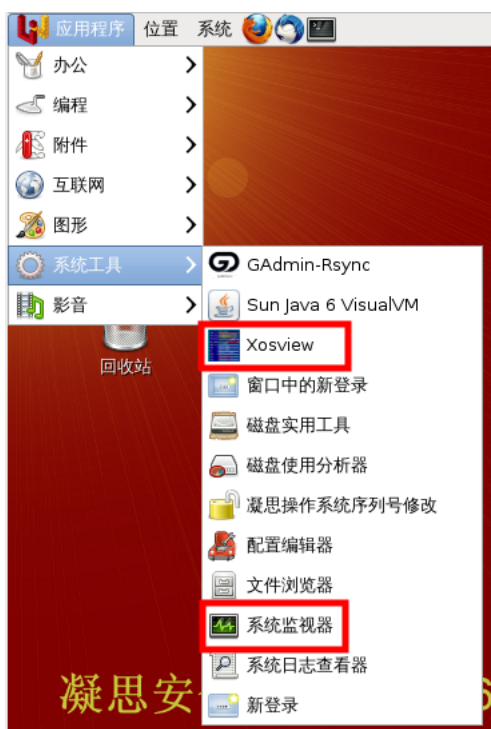 应用程序 位置 系统
办公
编程
附件
互联网
图形
系统工具
影音
回收站
GAdmin-Rsync
Sun Java 6 VisualVM
Xosview
窗口中的新登录
磁盘实用工具
磁盘使用分析器
凝思操作系统序列号修改
配置编辑器
文件浏览器
系统监视器
系统日志查看器
新登录
凝思安